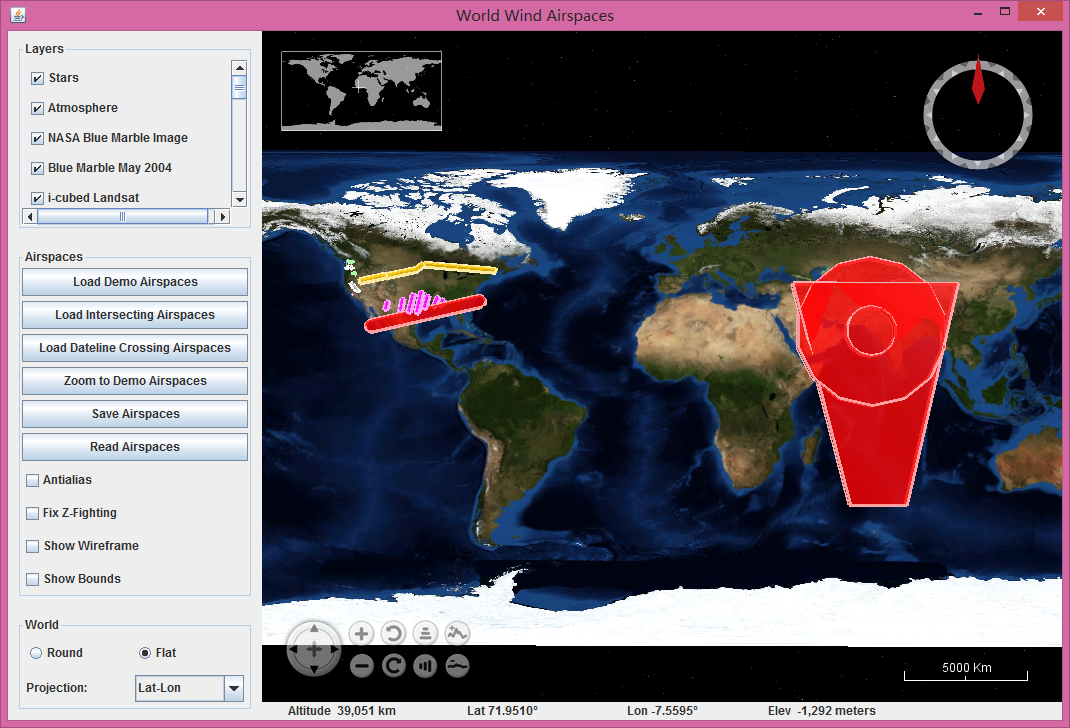 World Wind Airspaces
Layers
Stars
Atmosphere
NASA Blue Marble Image
Blue Marble May 2004
i-cubed Landsat
Airspaces
Load Demo Airspaces
Load Intersecting Airspaces
Load Dateline Crossing Airspaces
Zoom to Demo Airspaces
Save Airspaces
Read Airspaces
Antialias
Fix Z-Fighting
Show Wireframe
Show Bounds
World
Round
Flat
Projection:
Lat-Lon
5000 Km
Altitude 39,051 km
Lat 71.9510°
Lon -7.5595°
Elev -1,292 meters